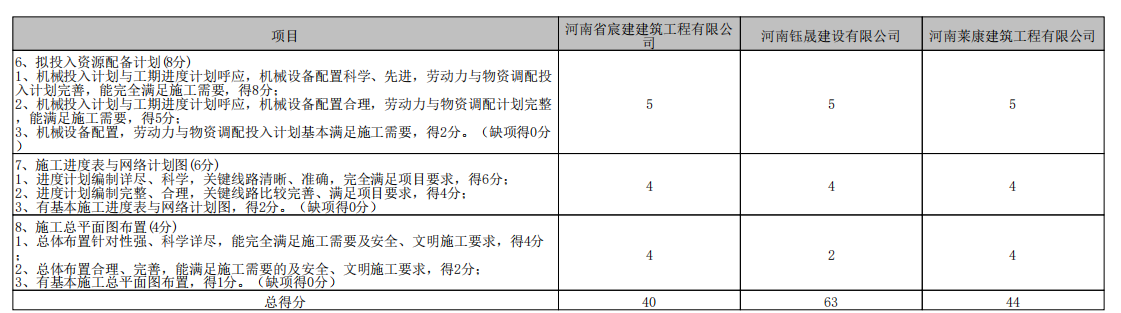 项目
河南省宸建建筑工程有限公
司
河南钰晟建设有限公司
河南莱康建筑工程有限公司
6、拟投入资源配备计划(8分)
1、机械投入计划与工期进度计划呼应，机械设备配置科学、先进，劳动力与物资调配投
入计划完善，能完全满足施工需要，得8分；
2、机械投入计划与工期进度计划呼应，机械设备配置合理，劳动力与物资调配计划完整
，能满足施工需要，得5分；
3、机械设备配置，劳动力与物资调配投入计划基本满足施工需要，得2分。（缺项得0分
）
5
5
5
7、施工进度表与网络计划图(6分)
1、进度计划编制详尽、科学，关键线路清晰、准确，完全满足项目要求，得6分；
2、进度计划编制完整、合理，关键线路比较完善、满足项目要求，得4分；
3、有基本施工进度表与网络计划图，得2分。（缺项得0分）
4
4
4
8、施工总平面图布置(4分)
1、总体布置针对性强、科学详尽，能完全满足施工需要及安全、文明施工要求，得4分
；
2、总体布置合理、完善，能满足施工需要的及安全、文明施工要求，得2分；
3、有基本施工总平面图布置，得1分。（缺项得0分）
4
2
4
总得分
40
63
44